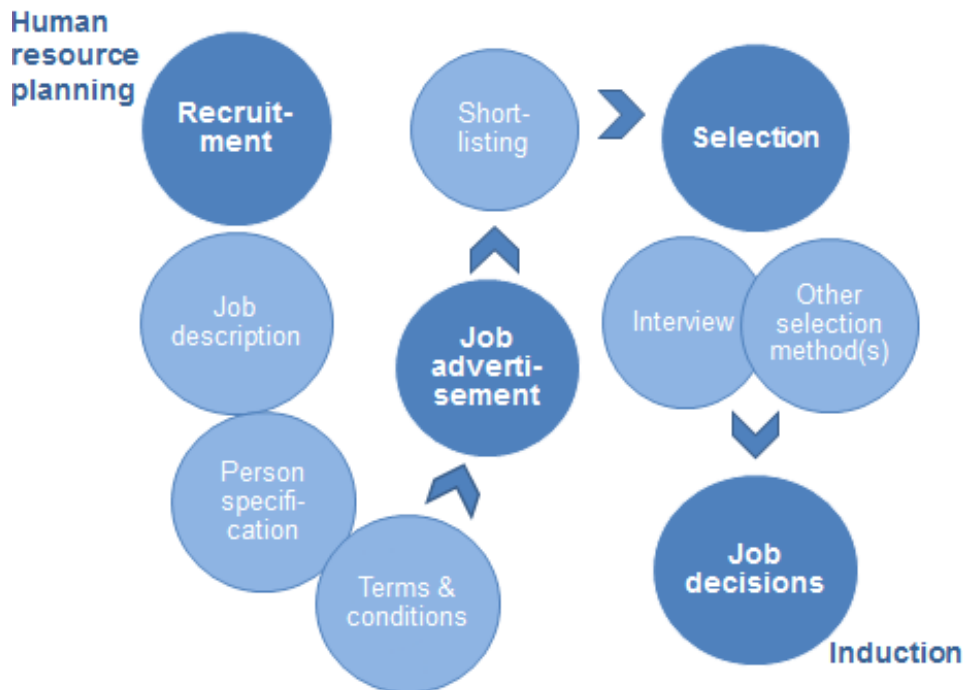 Human
resource
planning
Recruit-
ment
Job
description
Person
specifi-
cation
Terms &
conditions
Job
adverti-
sement
Short-
listing
Selection
Interview
Other
selection
method(s)
Job
decisions
Induction